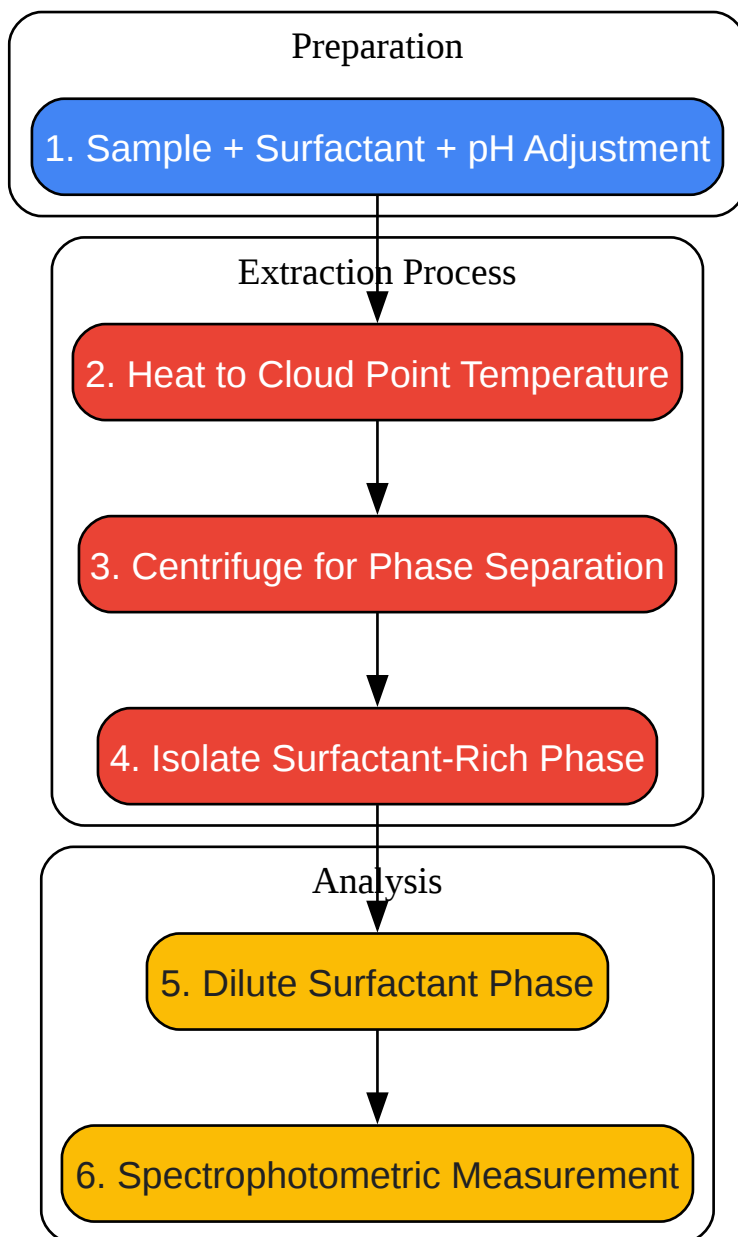 Preparation
1. Sample + Surfactant + pH Adjustment
Extraction Process
2. Heat to Cloud Point Temperature
3. Centrifuge for Phase Separation
4. Isolate Surfactant-Rich Phase
Analysis
5. Dilute Surfactant Phase
6. Spectrophotometric Measurement